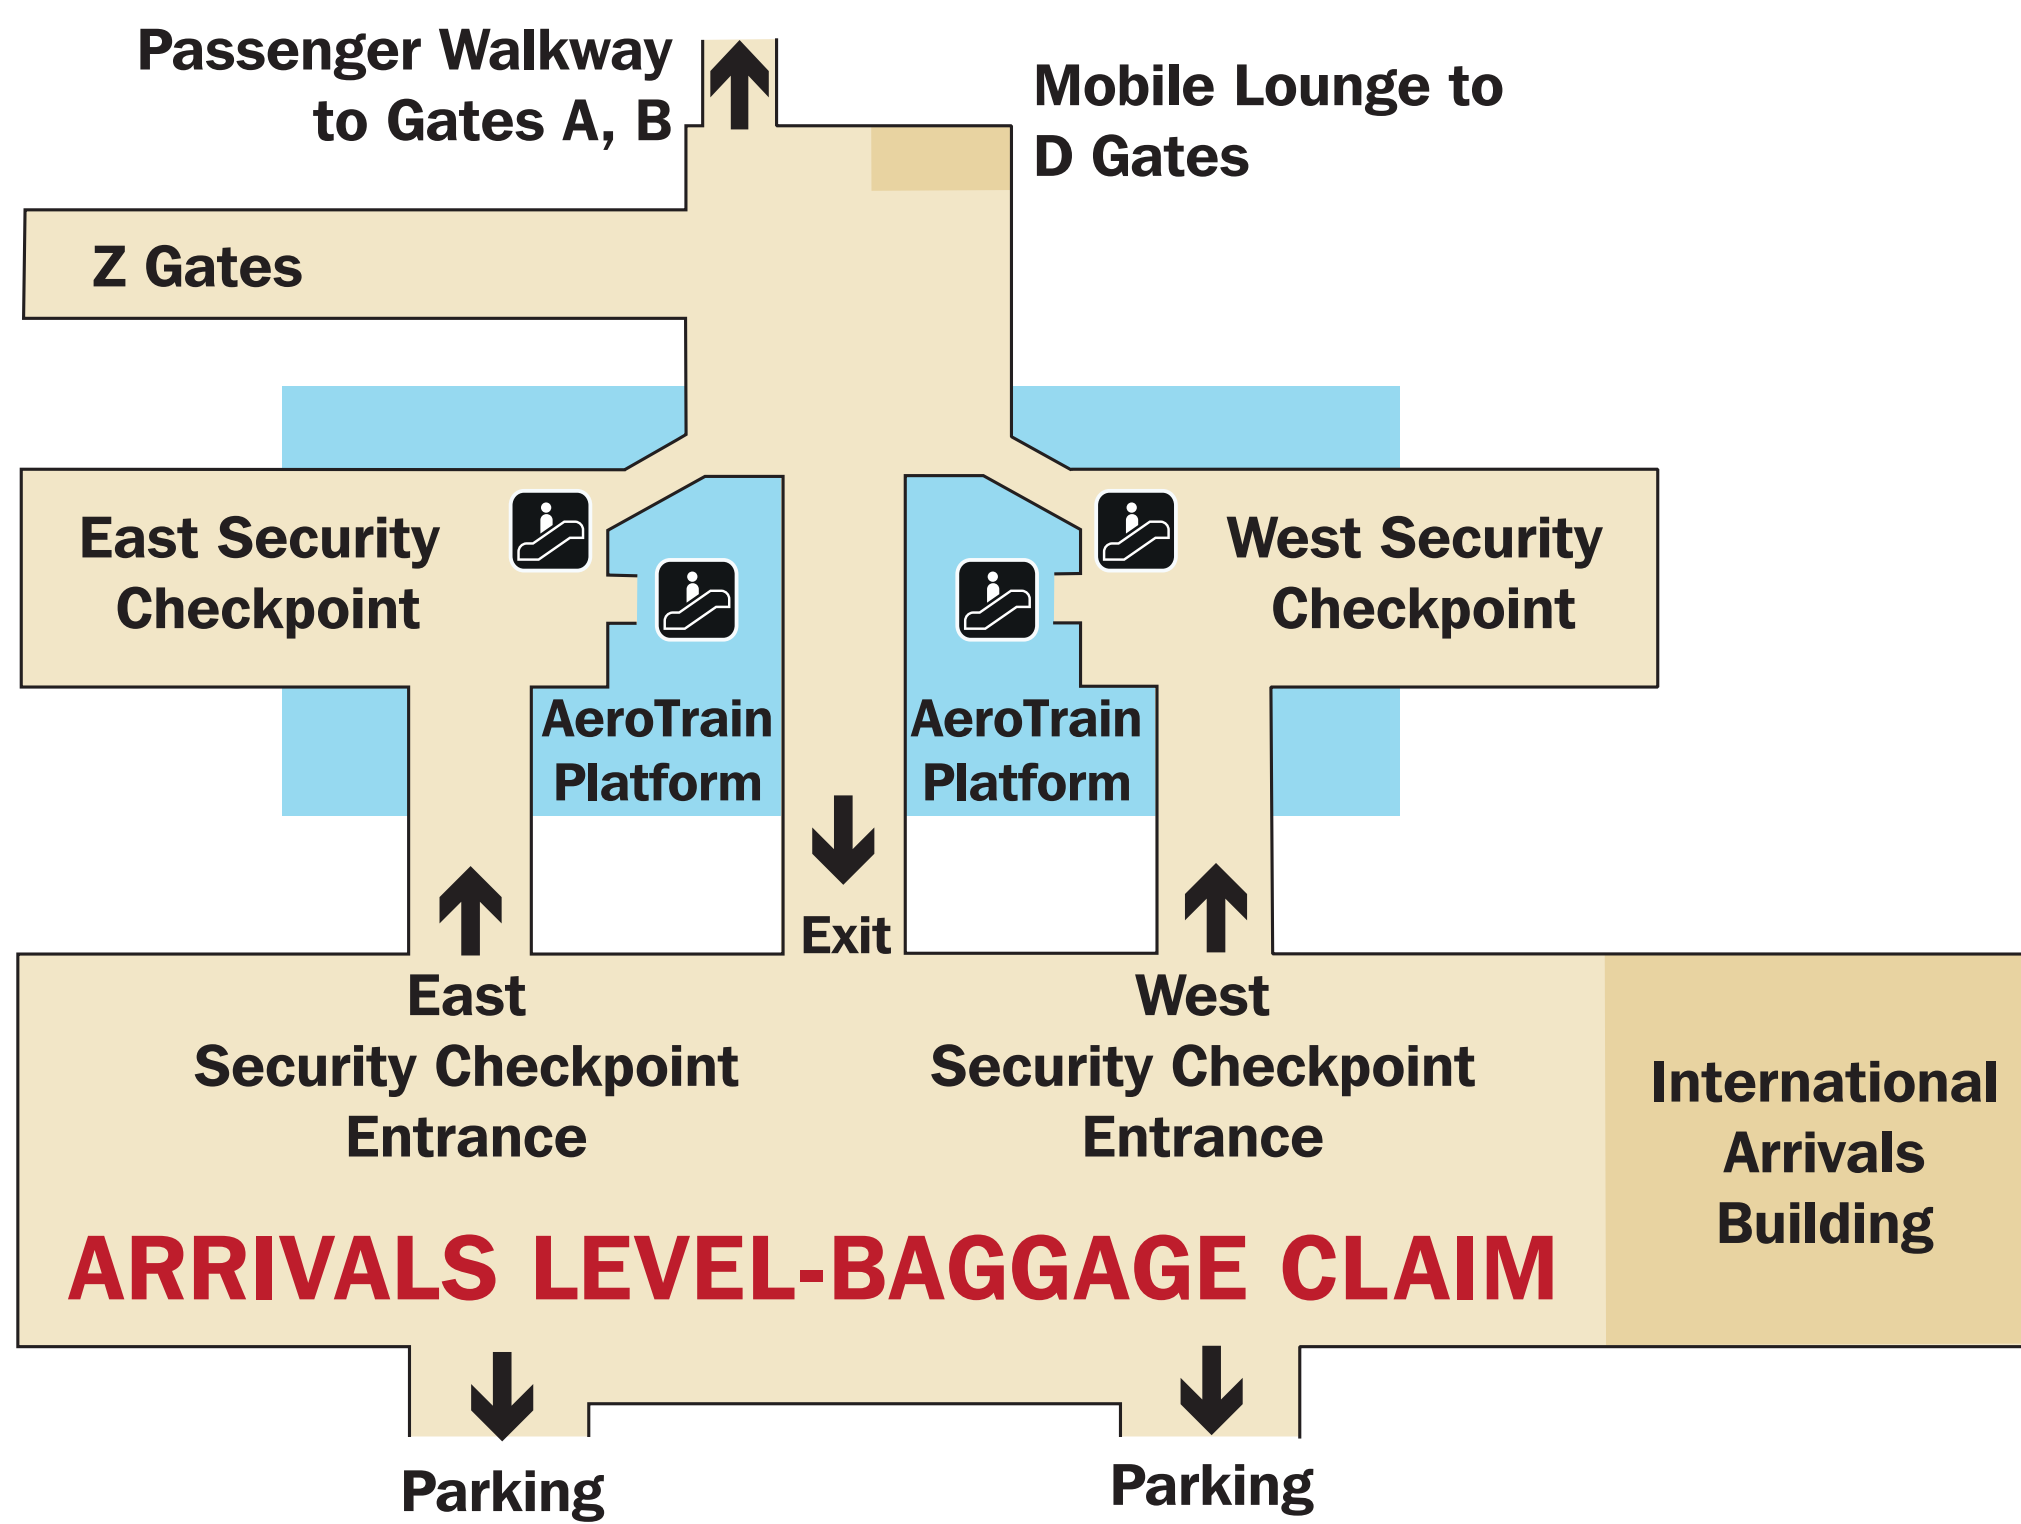 Passenger Walkway
to Gates A, B
Mobile Lounge to
D Gates
Z Gates
East Security
Checkpoint
West Security
Checkpoint
AeroTrain
Platform
AeroTrain
Platform
Exit
East
Security Checkpoint
Entrance
West
Security Checkpoint
Entrance
International
Arrivals
Building
ARRIVALS LEVEL-BAGGAGE CLAIM
Parking
Parking